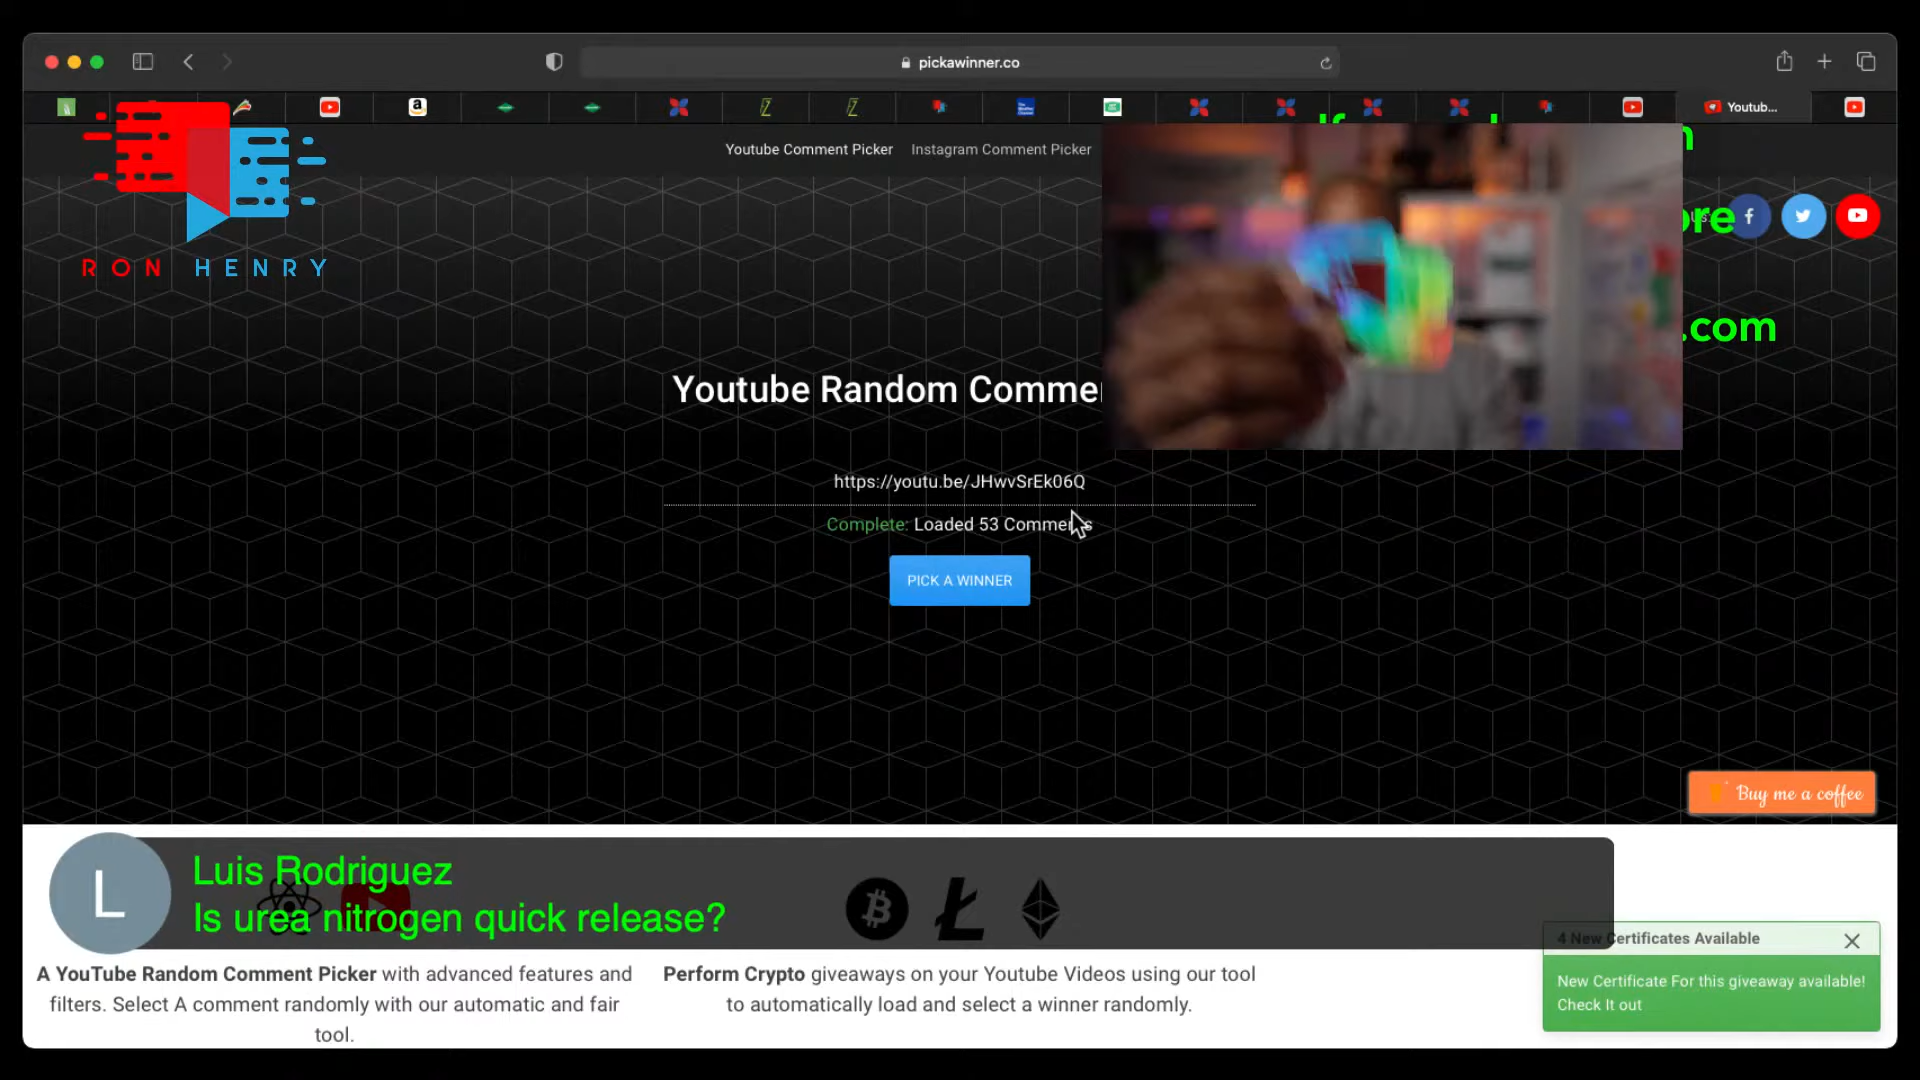 pickawinner.co
Youtub...
Youtube Comment Picker
Instagram Comment Picker
RON HENRY
.com
Youtube Random
https://youtu.be/JHwvSrEk06Q
Complete: Loaded 53 Comments
PICK A WINNER
Buy me a coffee
L
Luis Rodriguez
Is urea nitrogen quick release?
A YouTube Random Comment Picker with advanced features and
filters. Select A comment randomly with our automatic and fair
tool.
Perform Crypto giveaways on your Youtube Videos using our tool
to automatically load and select a winner randomly.
4 New Certificates Available
New Certificate For this giveaway available!
Check It out